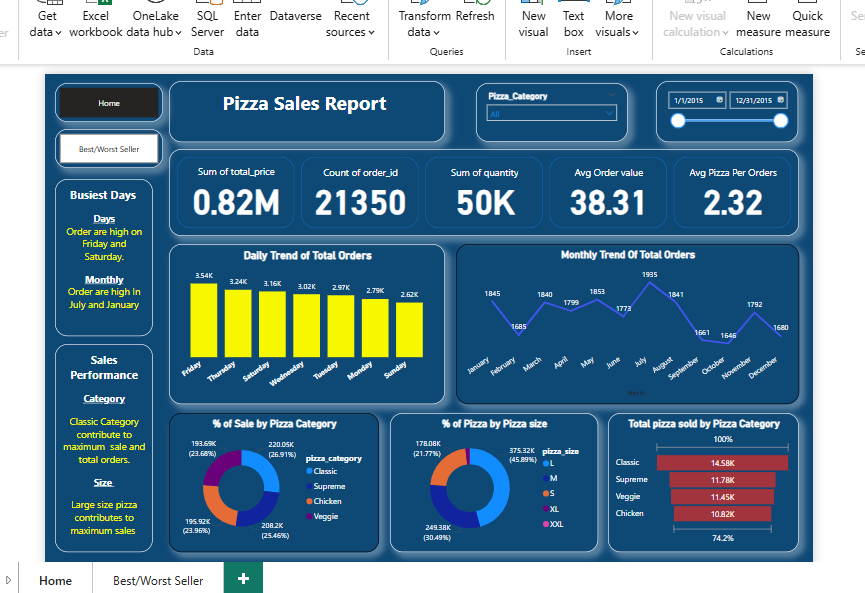 Get data
Excel workbook
OneLake data hub
SQL Server
Enter data
Dataverse
Recent sources
Transform data
Refresh
New visual
Text box
More visuals
New visual calculation
New measure
Quick measure
Data
Queries
Insert
Calculations
Home
Pizza Sales Report
Pizza_Category
All
1/1/2015
12/31/2015
Best/Worst Seller
Sum of total_price
0.82M
Count of order_id
21350
Sum of quantity
50K
Avg Order value
38.31
Avg Pizza Per Orders
2.32
Busiest Days
Days
Order are high on
Friday and
Saturday.
Monthly
Order are high In
July and January
Daily Trend of Total Orders
3.54K
3.24K
3.16K
3.02K
2.97K
2.79K
2.62K
Friday
Thursday
Saturday
Wednesday
Tuesday
Monday
Sunday
Monthly Trend Of Total Orders
1845
1685
1840
1799
1853
1773
1935
1841
1661
1646
1792
1680
January
February
March
April
May
June
July
August
September
October
November
December
Month
Sales
Performance
Category
Classic Category
contribute to
maximum sale and
total orders.
Size
Large size pizza
contributes to
maximum sales
% of Sale by Pizza Category
193.69K
(23.68%)
220.05K
(26.91%)
195.92K
(23.96%)
208.2K
(25.46%)
pizza_category
Classic
Supreme
Chicken
Veggie
% of Pizza by Pizza size
178.08K
(21.77%)
375.32K
(45.89%)
249.38K
(30.49%)
pizza_size
L
M
S
XL
XXL
Total pizza sold by Pizza Category
100%
Classic
14.58K
Supreme
11.78K
Veggie
11.45K
Chicken
10.82K
74.2%
Home
Best/Worst Seller